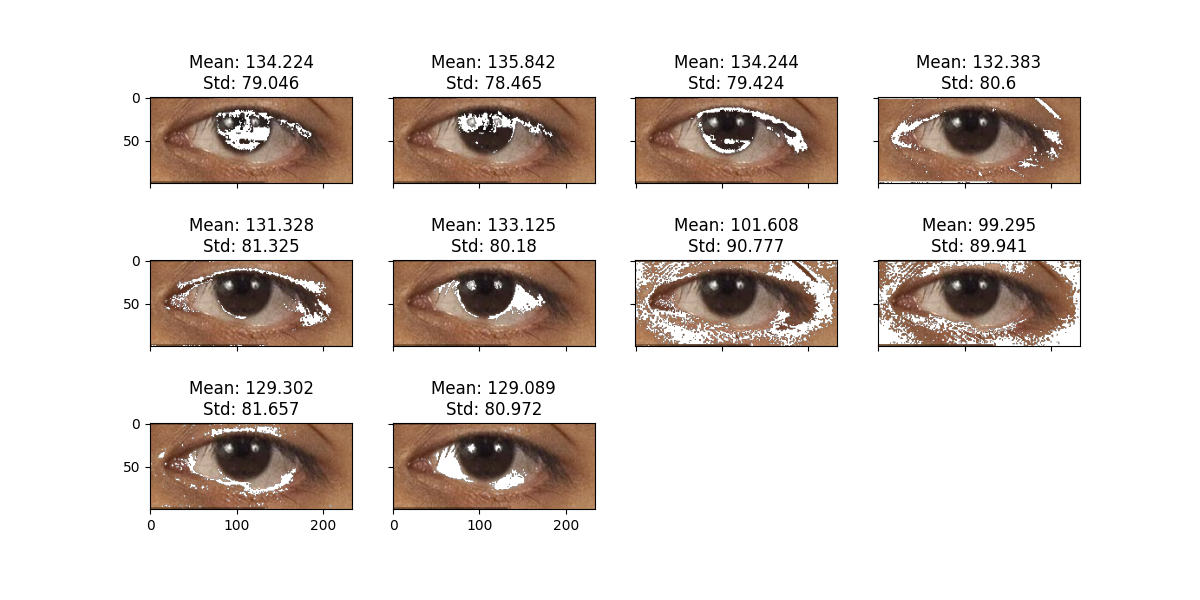 Mean: 134.224
Std: 79.046
Mean: 135.842
Std: 78.465
Mean: 134.244
Std: 79.424
Mean: 132.383
Std: 80.6
0
50
Mean: 131.328
Std: 81.325
Mean: 133.125
Std: 80.18
Mean: 101.608
Std: 90.777
Mean: 99.295
Std: 89.941
0
50
Mean: 129.302
Std: 81.657
Mean: 129.089
Std: 80.972
0
50
0 100 200
0 100 200